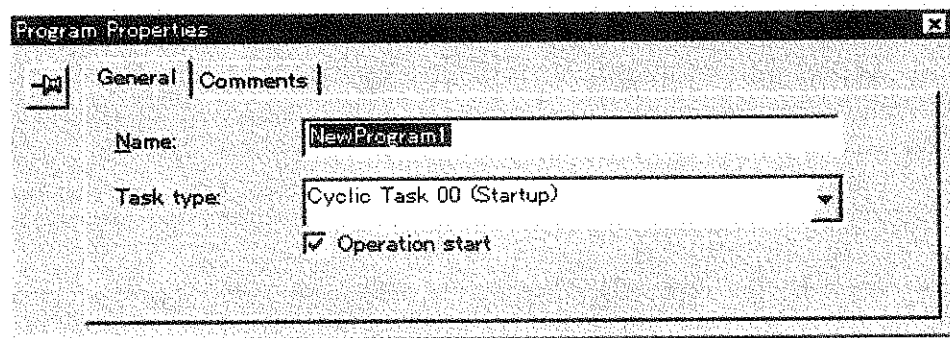 Program Properties
General Comments
Name: NewProgram1
Task type: Cyclic Task 00 (Startup)
Operation start